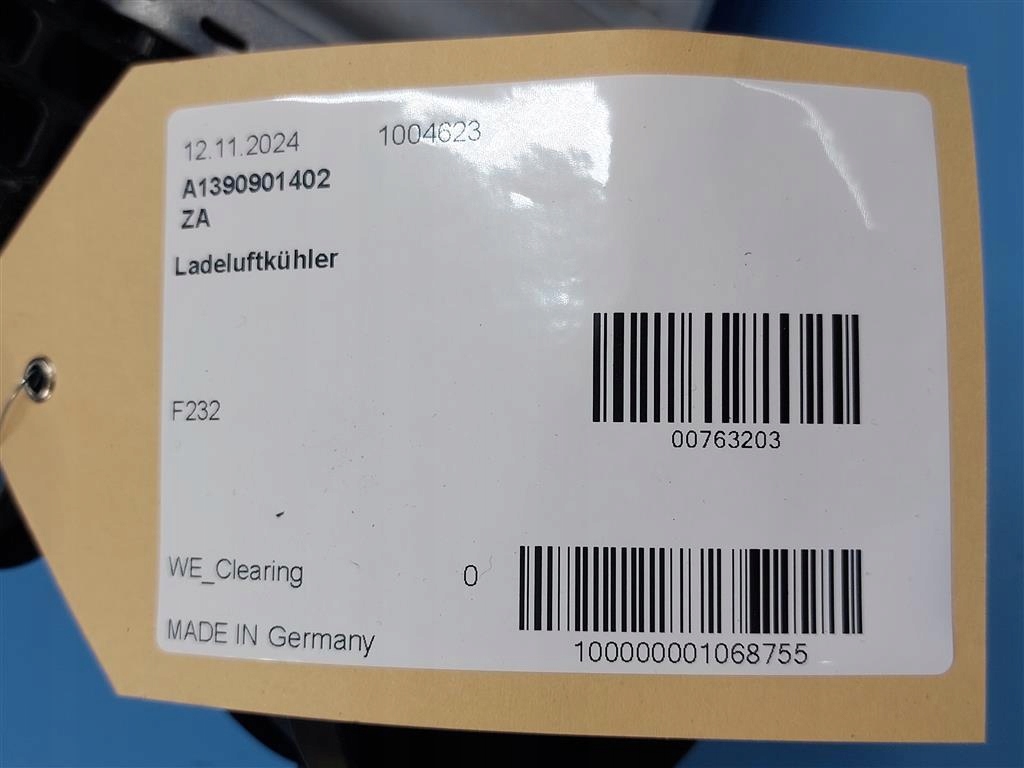 12.11.2024 1004623
A1390901402
ZA
Ladeluftkühler
F232
00763203
WE_Clearing 0
100000001068755
MADE IN Germany